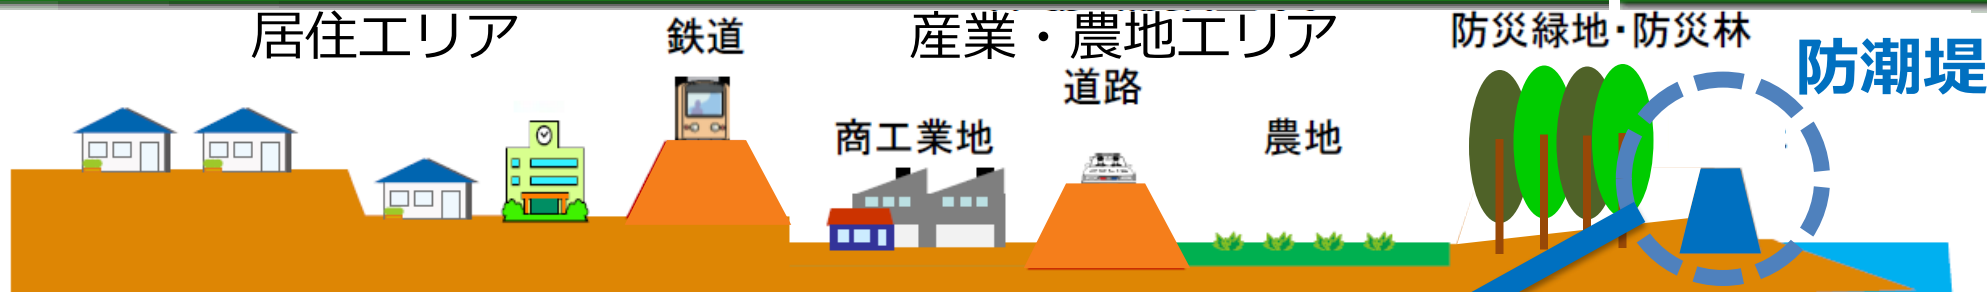 居住エリア
鉄道
産業・農地エリア
防災緑地・防災林
防潮堤
道路
商工業地
農地